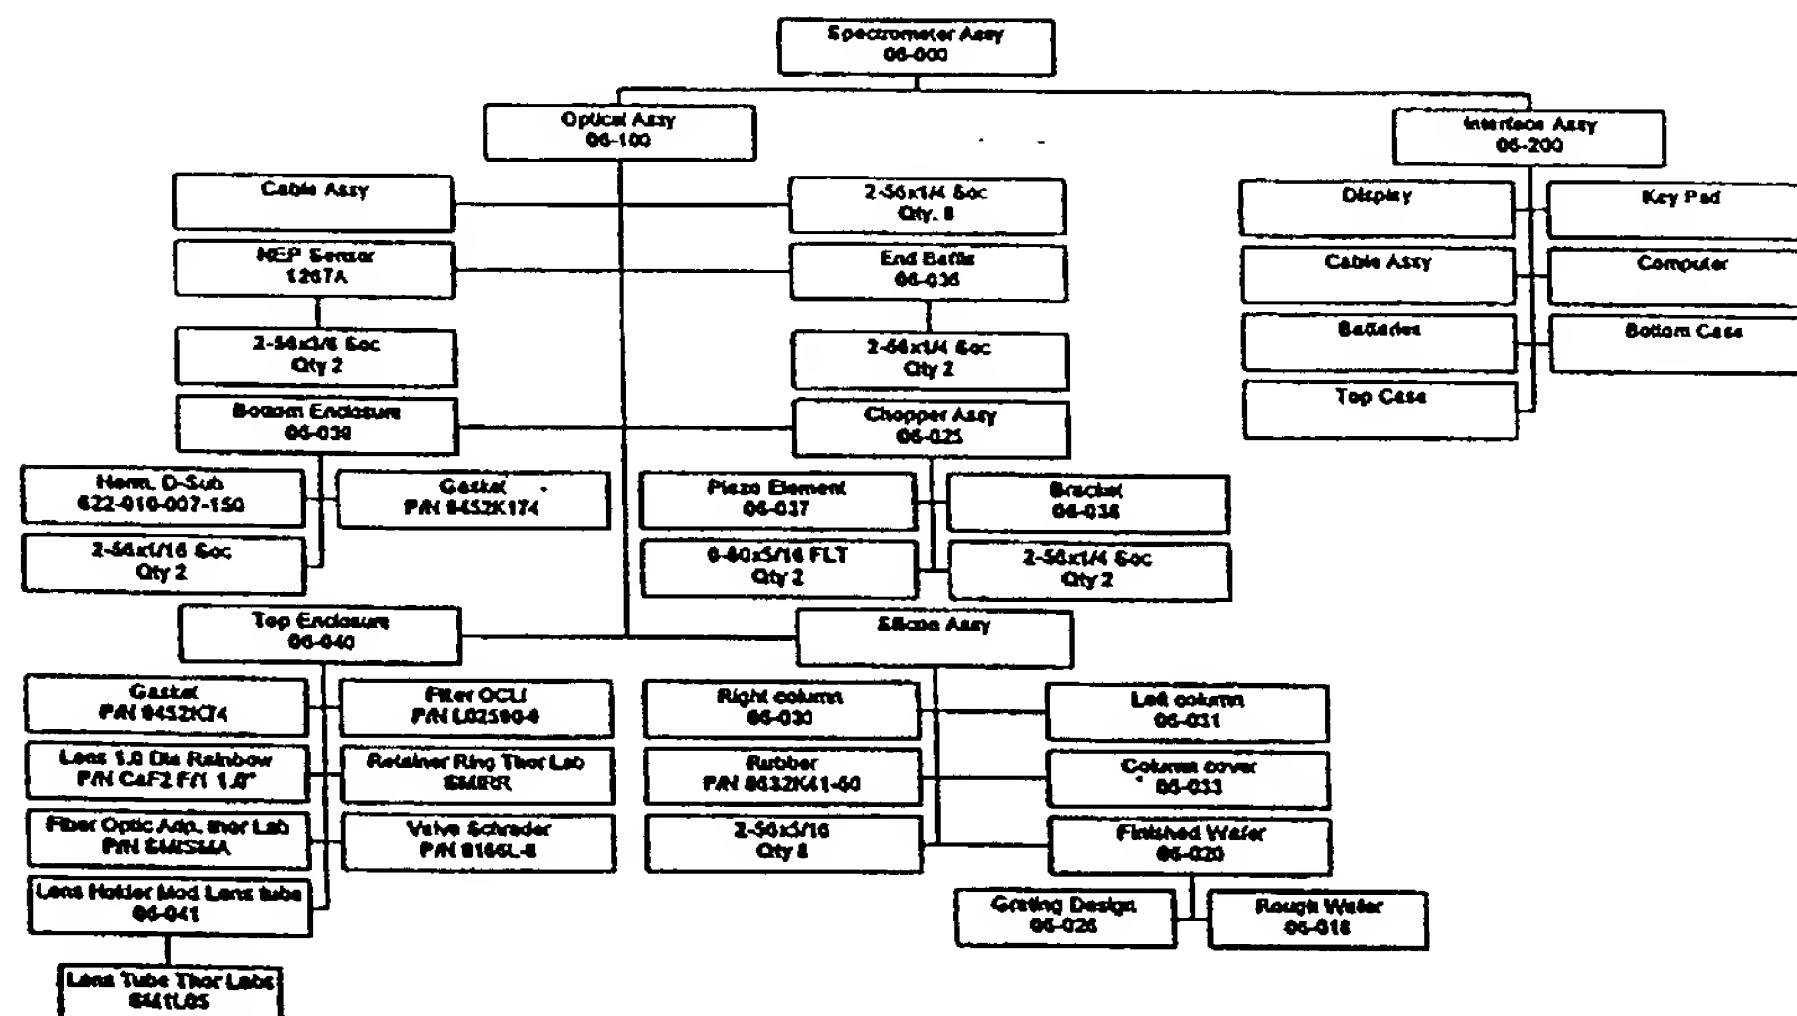 Spectrometer Assy
06-000
Optical Assy
06-100
Interface Assy
06-200
Cable Assy
2-56x1/4 Soc
Qty. 8
Display
Key Pad
NEP Sensor
1267A
End Baffle
06-036
Cable Assy
Computer
2-56x3/8 Soc
Qty 2
2-56x1/4 Soc
Qty 2
Batteries
Bottom Case
Bottom Enclosure
06-039
Chopper Assy
06-025
Top Case
Herm. D-Sub
622-010-007-150
Gasket
P/N 9452K174
Piezo Element
06-037
Bracket
06-038
2-56x1/16 Soc
Qty 2
0-80x5/16 FLT
Qty 2
2-56x1/4 Soc
Qty 2
Top Enclosure
06-040
Silicon Assy
Gasket
P/N 9452K74
Filter OCLI
P/N L02590-8
Right column
06-030
Left column
06-031
Lens 1.0 Dia Rainbow
P/N CaF2 F/1 1.0"
Retainer Ring Thor Lab
SM1RR
Rubber
P/N 8632K41-60
Column cover
06-033
Fiber Optic Adp. thor Lab
P/N SM1SMA
Valve Schrader
P/N 8166L-8
2-56x5/16
Qty 8
Finished Wafer
06-020
Lens Holder Mod Lens tube
06-041
Grating Design
06-026
Rough Wafer
06-018
Lens Tube Thor Labs
SM1L05